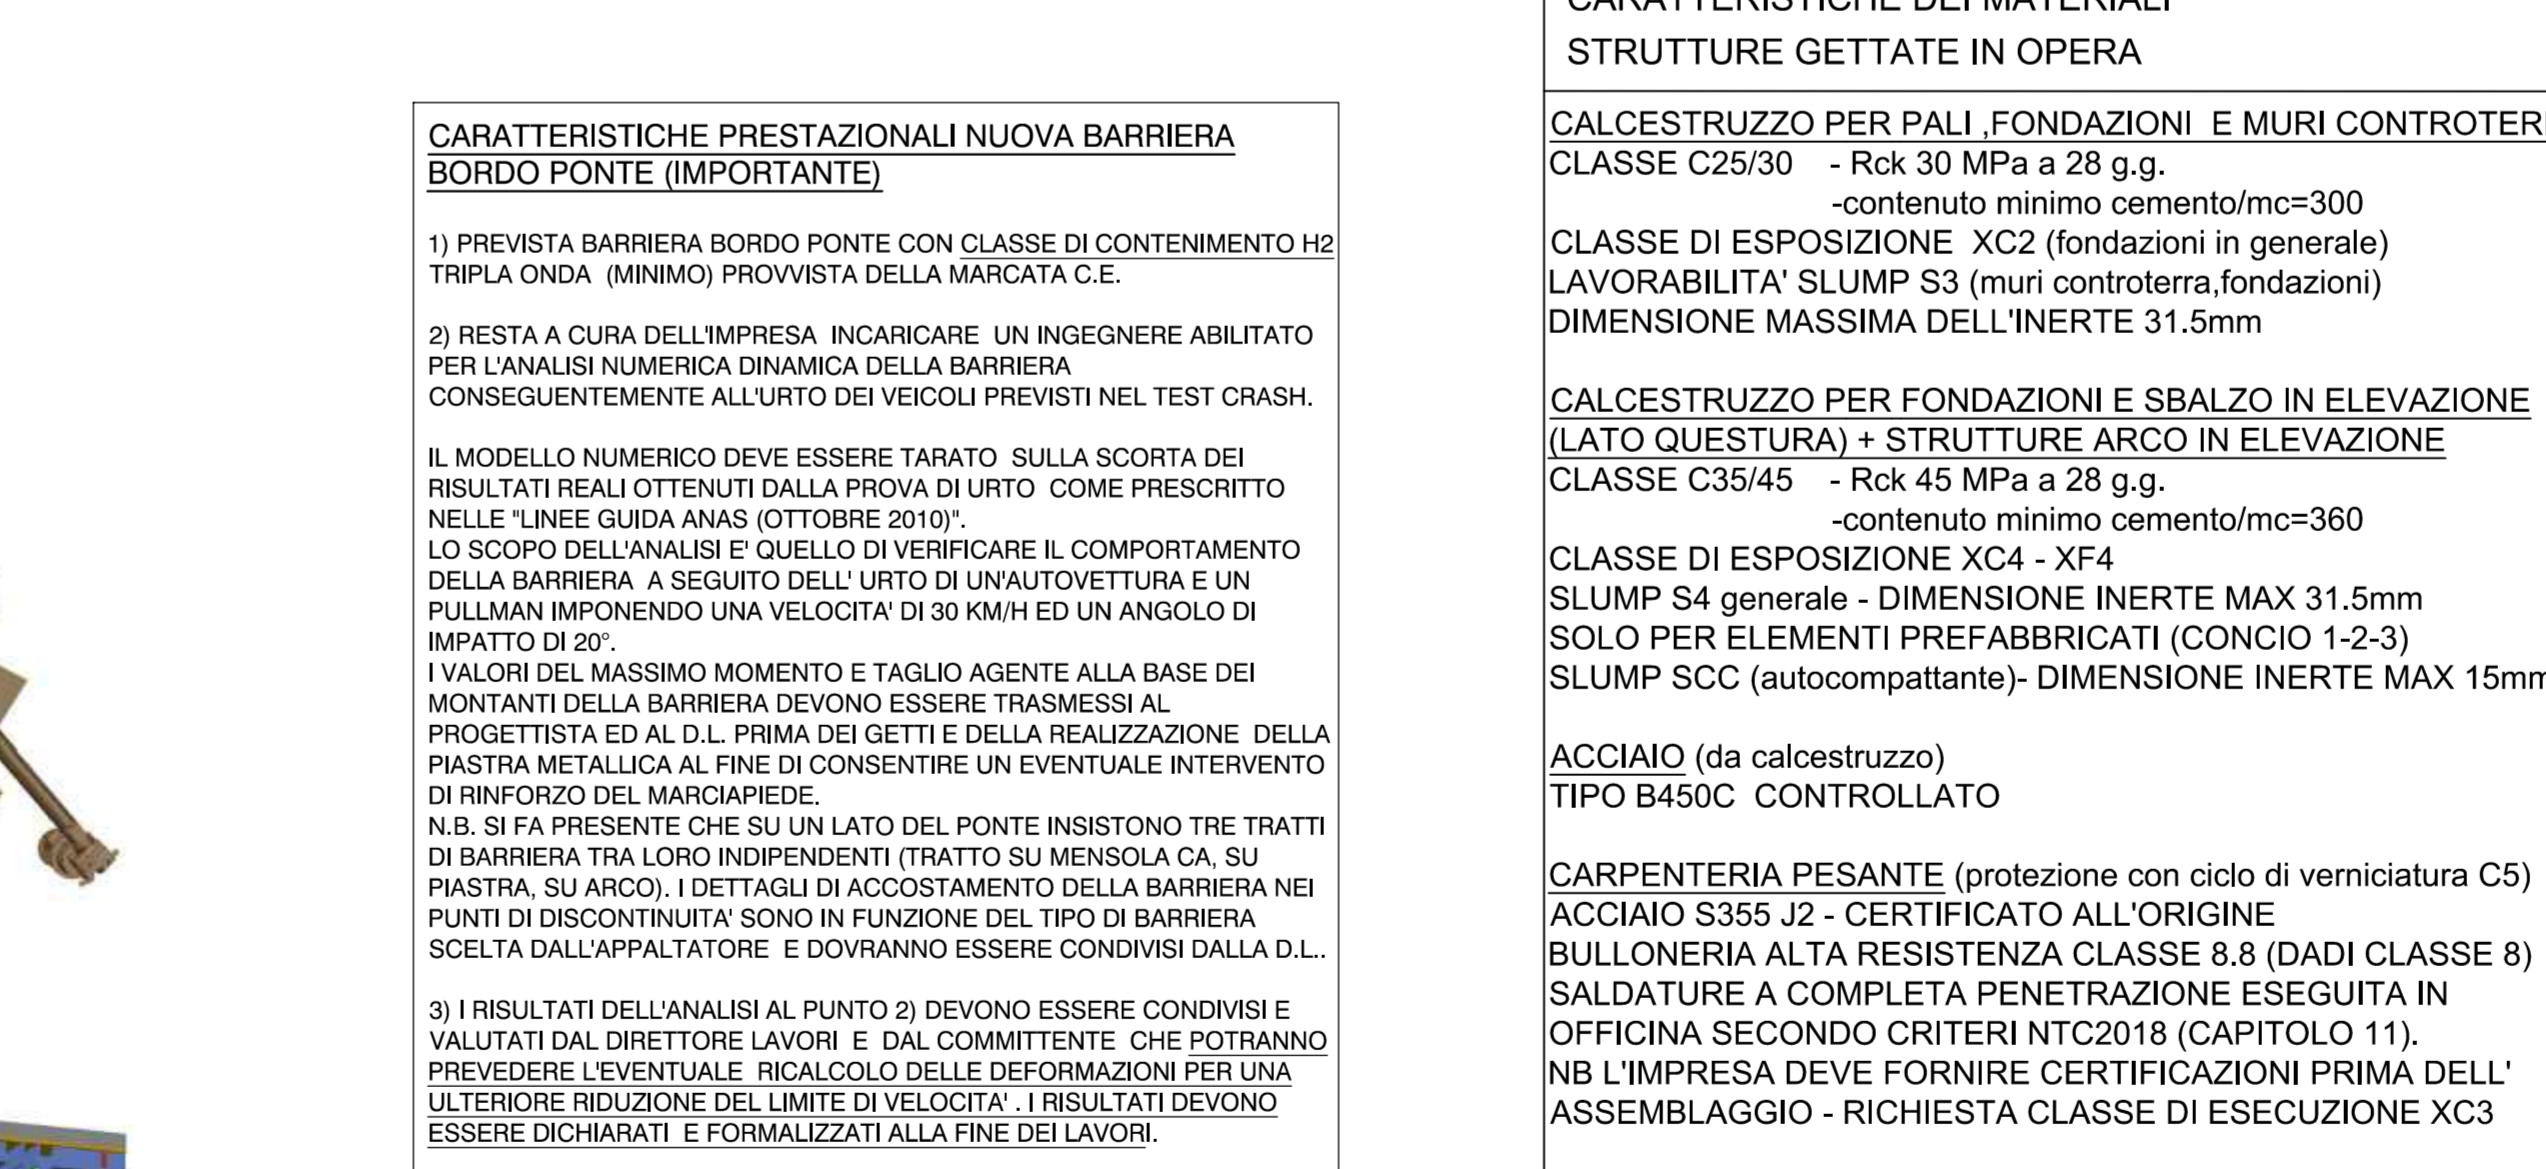 CARATTERISTICHE PRESTAZIONALI NUOVA BARRIERA
BORDO PONTE (IMPORTANTE)
1) PREVISTA BARRIERA BORDO PONTE CON CLASSE DI CONTENIMENTO H2
TRIPLA ONDA (MINIMO) PROVVISTA DELLA MARCATA C.E.
2) RESTA A CURA DELL'IMPRESA INCARICARE UN INGEGNERE ABILITATO
PER L'ANALISI NUMERICA DINAMICA DELLA BARRIERA
CONSEGUENTEMENTE ALL'URTO DEI VEICOLI PREVISTI NEL TEST CRASH.
IL MODELLO NUMERICO DEVE ESSERE TARATO SULLA SCORTA DEI
RISULTATI REALI OTTENUTI DALLA PROVA DI URTO COME PRESCRITTO
NELLE "LINEE GUIDA ANAS (OTTOBRE 2010)".
LO SCOPO DELL'ANALISI E' QUELLO DI VERIFICARE IL COMPORTAMENTO
DELLA BARRIERA A SEGUITO DELL' URTO DI UN'AUTOVETTURA E UN
PULLMAN IMPONENDO UNA VELOCITA' DI 30 KM/H ED UN ANGOLO DI
IMPATTO DI 20°.
I VALORI DEL MASSIMO MOMENTO E TAGLIO AGENTE ALLA BASE DEI
MONTANTI DELLA BARRIERA DEVONO ESSERE TRASMESSI AL
PROGETTISTA ED AL D.L. PRIMA DEI GETTI E DELLA REALIZZAZIONE DELLA
PIASTRA METALLICA AL FINE DI CONSENTIRE UN EVENTUALE INTERVENTO
DI RINFORZO DEL MARCIAPIEDE.
N.B. SI FA PRESENTE CHE SU UN LATO DEL PONTE INSISTONO TRE TRATTI
DI BARRIERA TRA LORO INDIPENDENTI (TRATTO SU MENSOLA CA, SU
PIASTRA, SU ARCO). I DETTAGLI DI ACCOSTAMENTO DELLA BARRIERA NEI
PUNTI DI DISCONTINUITA' SONO IN FUNZIONE DEL TIPO DI BARRIERA
SCELTA DALL'APPALTATORE E DOVRANNO ESSERE CONDIVISI DALLA D.L..
3) I RISULTATI DELL'ANALISI AL PUNTO 2) DEVONO ESSERE CONDIVISI E
VALUTATI DAL DIRETTORE LAVORI E DAL COMMITTENTE CHE POTRANNO
PREVEDERE L'EVENTUALE RICALCOLO DELLE DEFORMAZIONI PER UNA
ULTERIORE RIDUZIONE DEL LIMITE DI VELOCITA' . I RISULTATI DEVONO
ESSERE DICHIARATI E FORMALIZZATI ALLA FINE DEI LAVORI.
CARATTERISTICHE DEI MATERIALI
STRUTTURE GETTATE IN OPERA
CALCESTRUZZO PER PALI ,FONDAZIONI E MURI
CLASSE C25/30 - Rck 30 MPa a 28 g.g.
-contenuto minimo cemento/mc=300
CLASSE DI ESPOSIZIONE XC2 (fondazioni in generale)
LAVORABILITA' SLUMP S3 (muri controterra,fondazioni)
DIMENSIONE MASSIMA DELL'INERTE 31.5mm
CALCESTRUZZO PER FONDAZIONI E SBALZO IN ELEVAZIONE
(LATO QUESTURA) + STRUTTURE ARCO IN ELEVAZIONE
CLASSE C35/45 - Rck 45 MPa a 28 g.g.
-contenuto minimo cemento/mc=360
CLASSE DI ESPOSIZIONE XC4 - XF4
SLUMP S4 generale - DIMENSIONE INERTE MAX 31.5mm
SOLO PER ELEMENTI PREFABBRICATI (CONCIO 1-2-3)
SLUMP SCC (autocompattante)- DIMENSIONE INERTE MAX 15mm
ACCIAIO (da calcestruzzo)
TIPO B450C CONTROLLATO
CARPENTERIA PESANTE (protezione con ciclo di verniciatura C5)
ACCIAIO S355 J2 - CERTIFICATO ALL'ORIGINE
BULLONERIA ALTA RESISTENZA CLASSE 8.8 (DADI CLASSE 8)
SALDATURE A COMPLETA PENETRAZIONE ESEGUITA IN
OFFICINA SECONDO CRITERI NTC2018 (CAPITOLO 11).
NB L'IMPRESA DEVE FORNIRE CERTIFICAZIONI PRIMA DELL'
ASSEMBLAGGIO - RICHIESTA CLASSE DI ESECUZIONE XC3